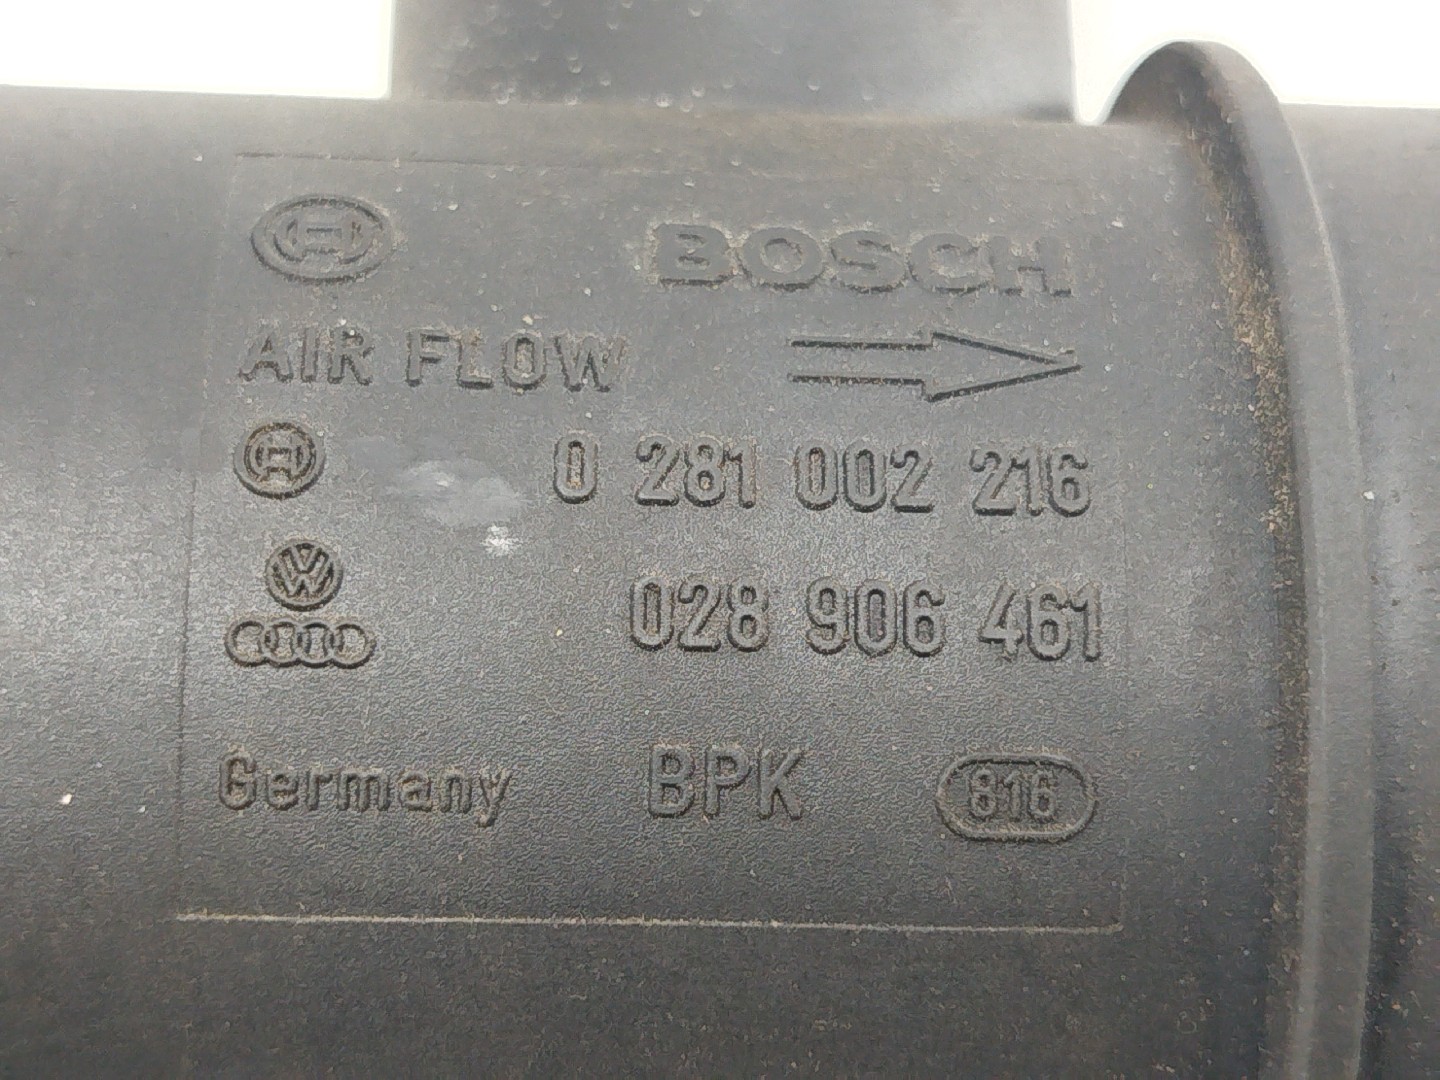 BOSCH
AIR FLOW
0 281 002 216
028 906 461
Germany BPK 816